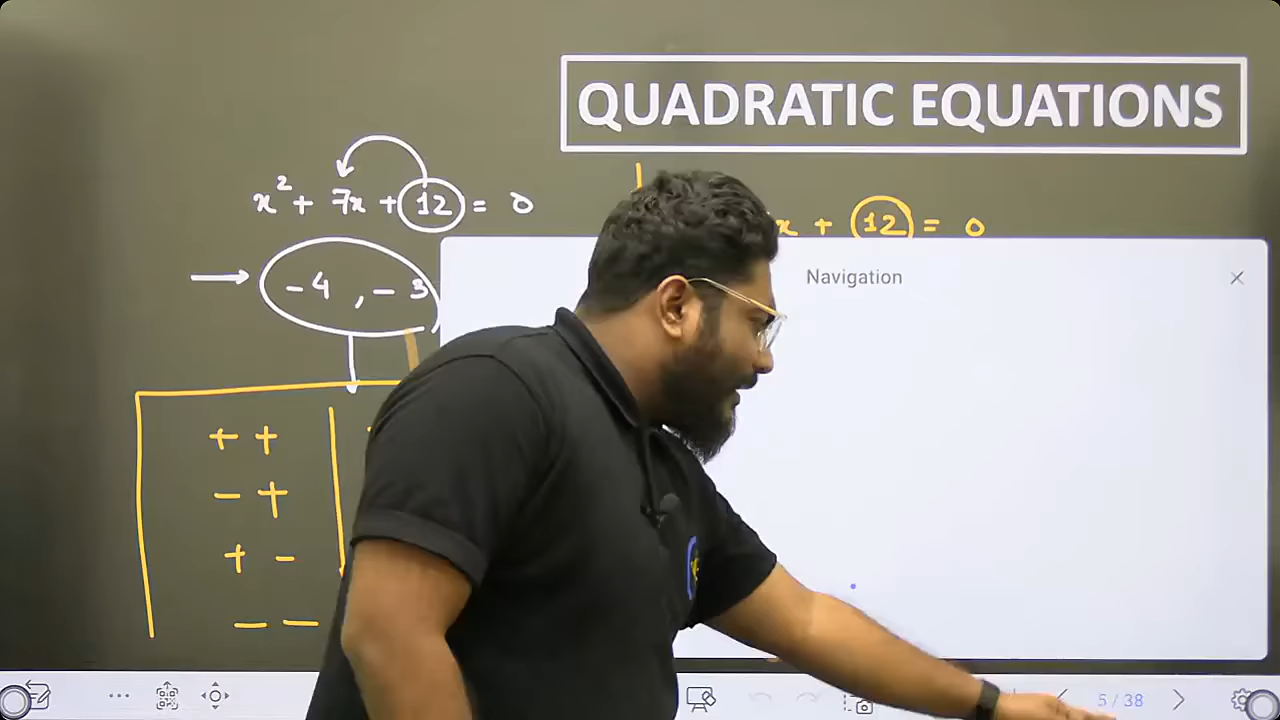 QUADRATIC EQUATIONS
x² + 7x + 12 = 0
x + 12 = 0
- 4 , - 3
Navigation
+ +
- +
+ -
- -
5 / 38